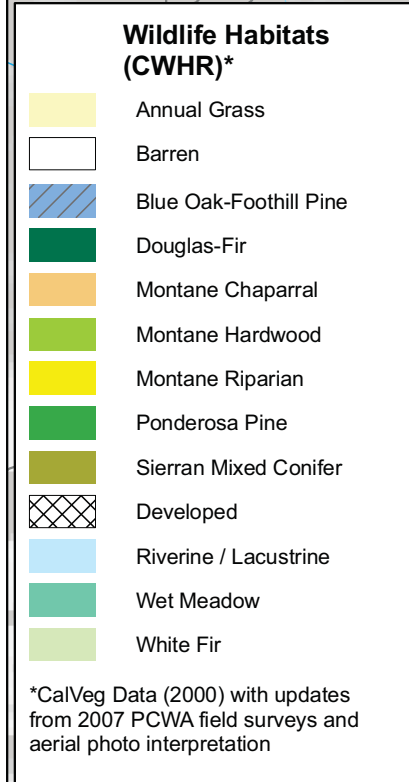 Wildlife Habitats
(CWHR)*
Annual Grass
Barren
Blue Oak-Foothill Pine
Douglas-Fir
Montane Chaparral
Montane Hardwood
Montane Riparian
Ponderosa Pine
Sierran Mixed Conifer
Developed
Riverine / Lacustrine
Wet Meadow
White Fir
*CalVeg Data (2000) with updates
from 2007 PCWA field surveys and
aerial photo interpretation